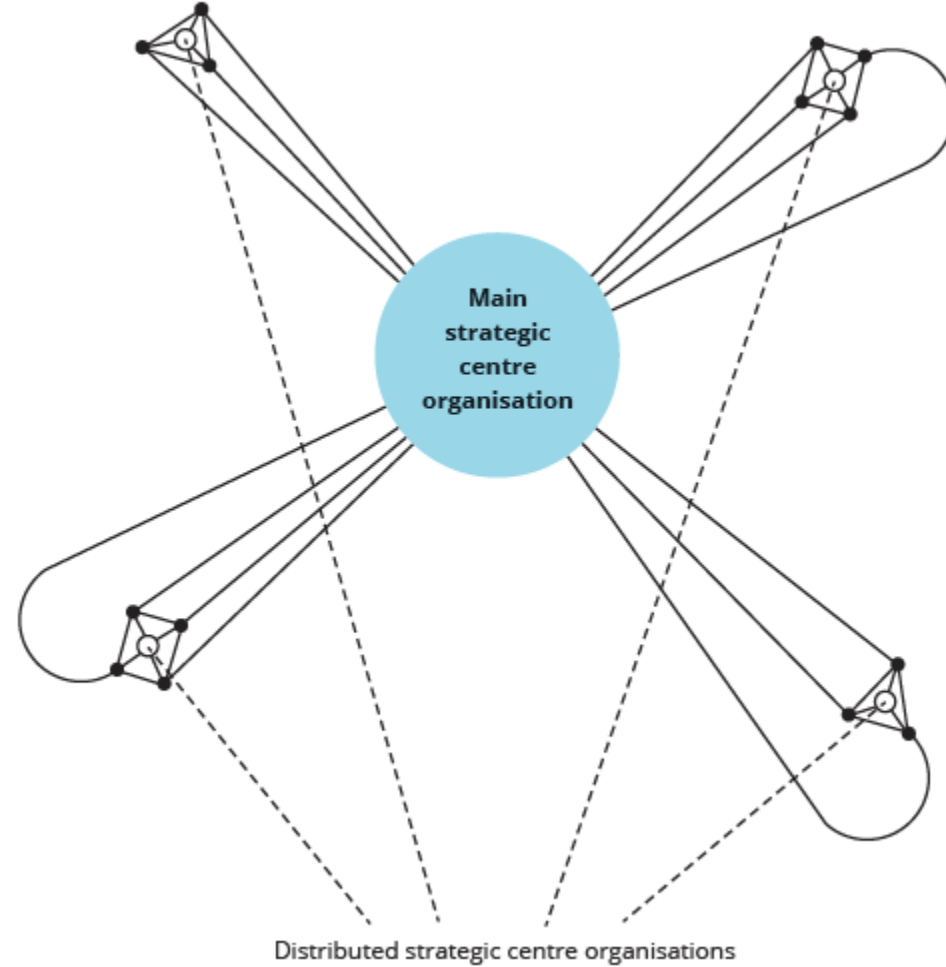 Main
strategic
centre
organisation
Distributed strategic centre organisations